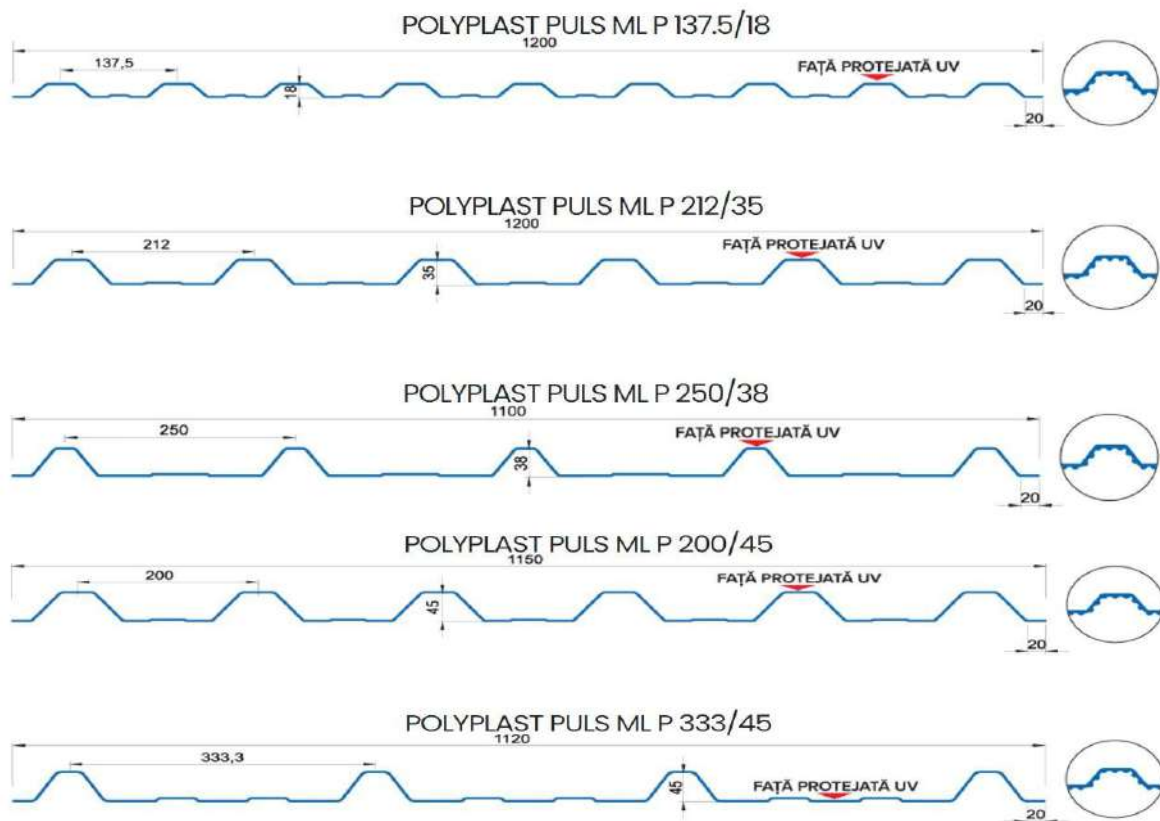 POLYPLAST PULS ML P 137.5/18
1200
137,5
FAȚĂ PROTEJATĂ UV
18
20
POLYPLAST PULS ML P 212/35
1200
212
FAȚĂ PROTEJATĂ UV
35
20
POLYPLAST PULS ML P 250/38
1100
250
FAȚĂ PROTEJATĂ UV
38
20
POLYPLAST PULS ML P 200/45
1150
200
FAȚĂ PROTEJATĂ UV
45
20
POLYPLAST PULS ML P 333/45
1120
333,3
45
FAȚĂ PROTEJATĂ UV
20